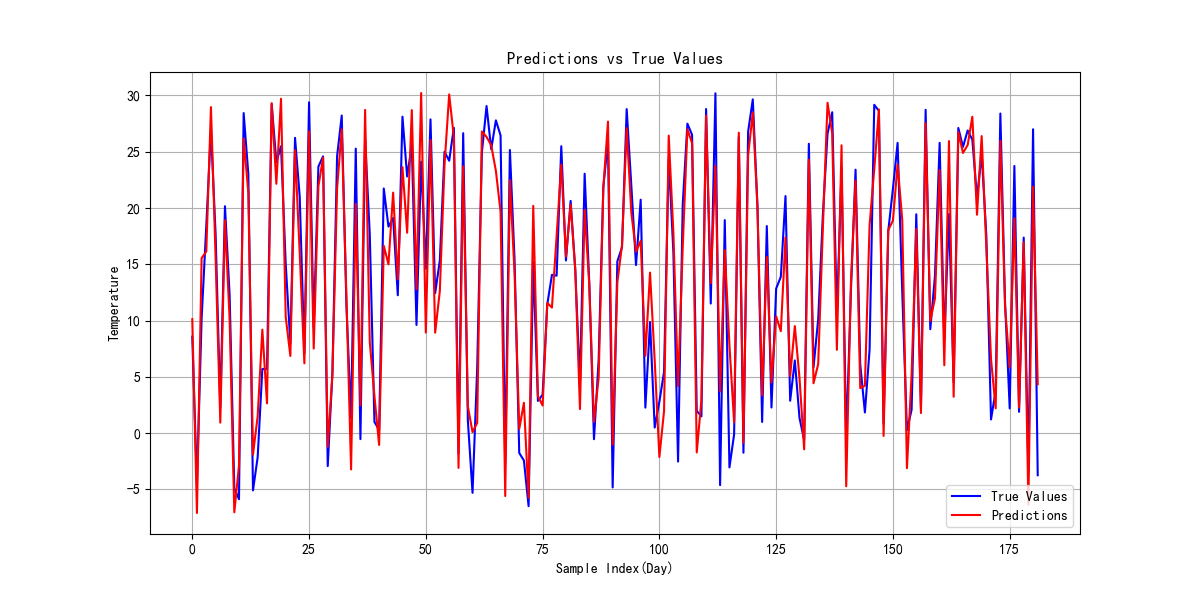 Predictions vs True Values
Temperature
30
25
20
15
10
5
0
−5
0 25 50 75 100 125 150 175
Sample Index(Day)
True Values
Predictions